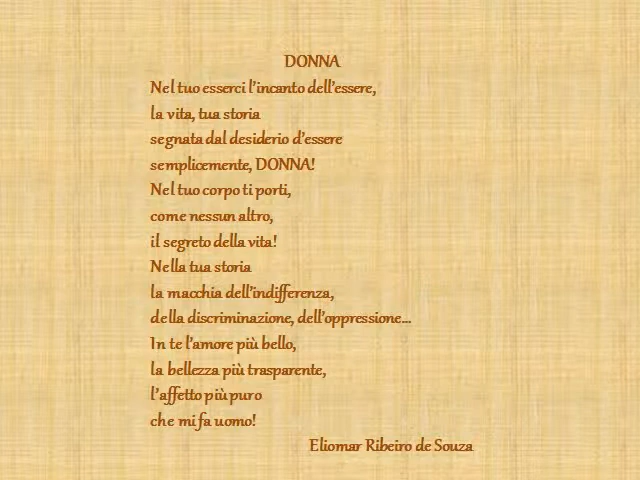 DONNA
Nel tuo esserci l'incanto dell'essere,
la vita, tua storia
segnata dal desiderio d'essere
semplicemente, DONNA!
Nel tuo corpo ti porti,
come nessun altro,
il segreto della vita!
Nella tua storia
la macchia dell'indifferenza,
della discriminazione, dell'oppressione...
In te l'amore più bello,
la bellezza più trasparente,
l'affetto più puro
che mi fa uomo!
Eliomar Ribeiro de Souza